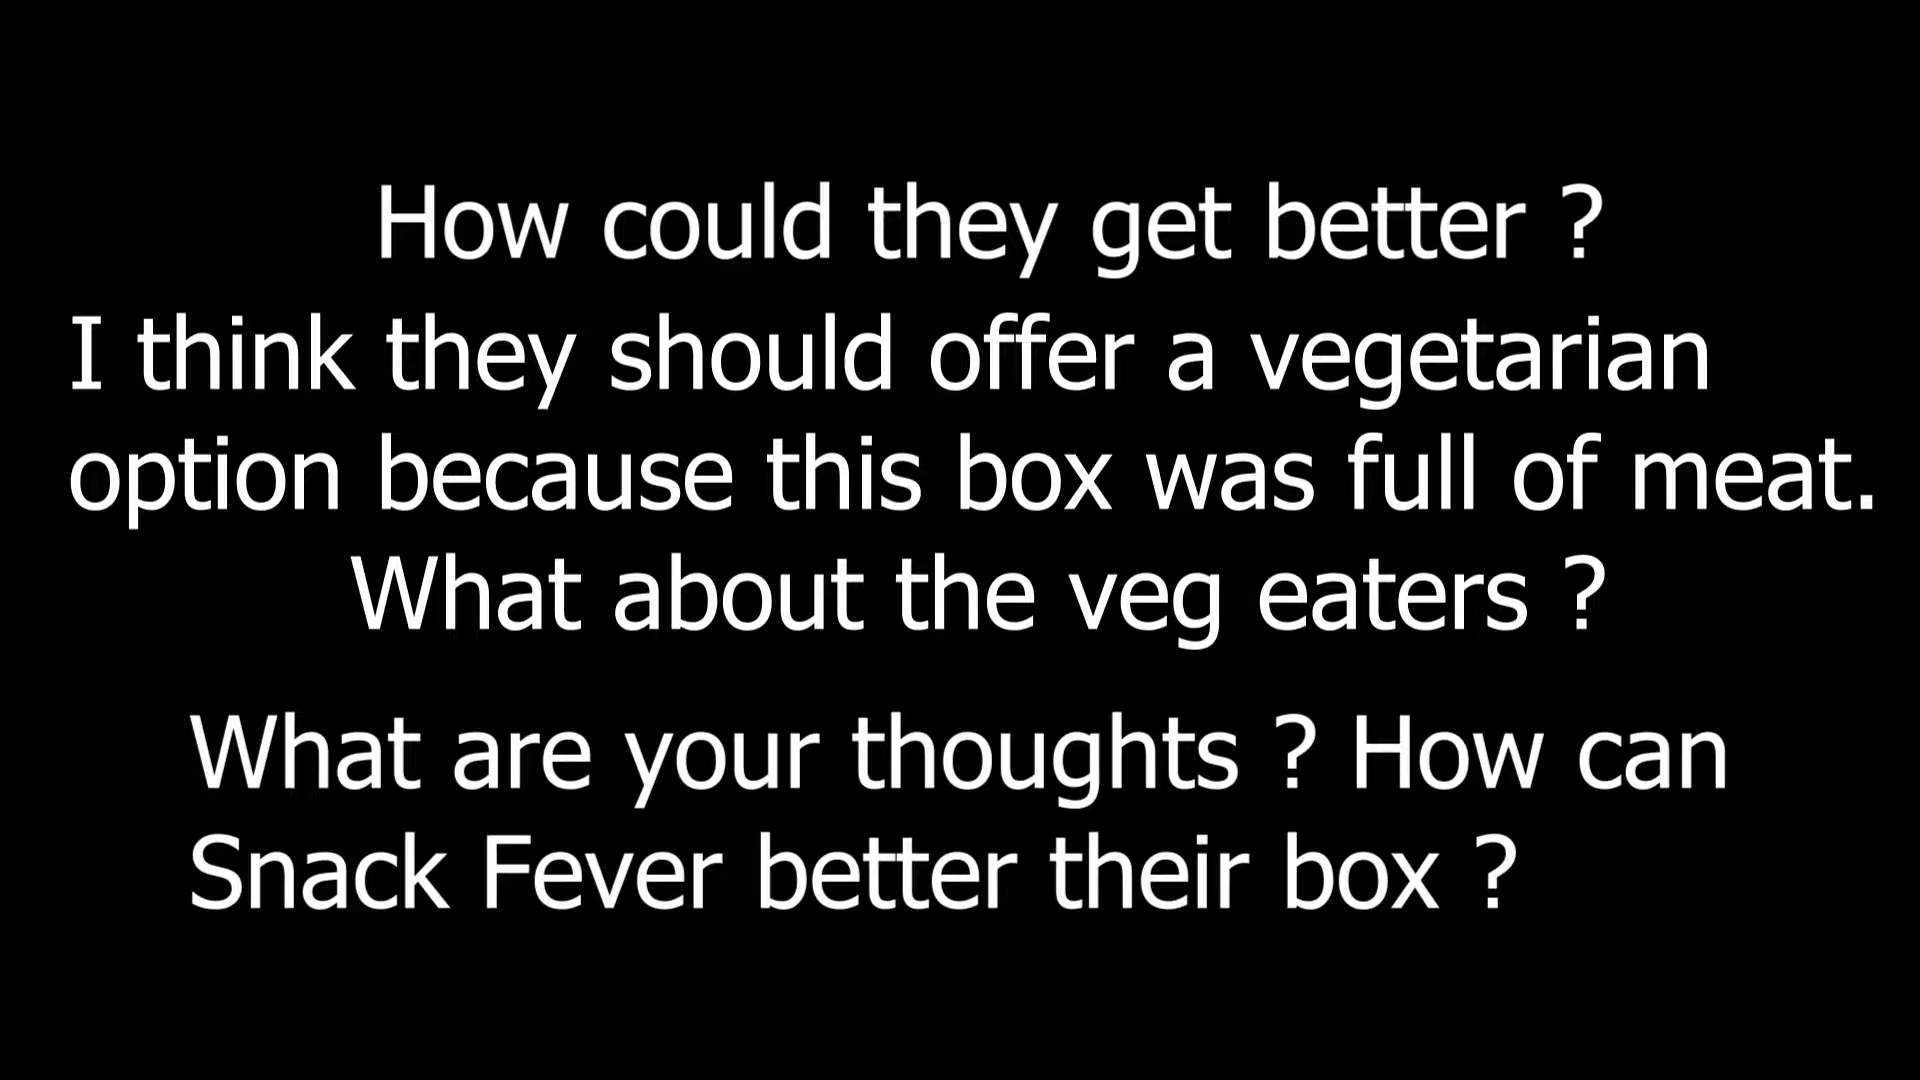 How could they get better ?
I think they should offer a vegetarian
option because this box was full of meat.
What about the veg eaters ?
What are your thoughts ? How can
Snack Fever better their box ?